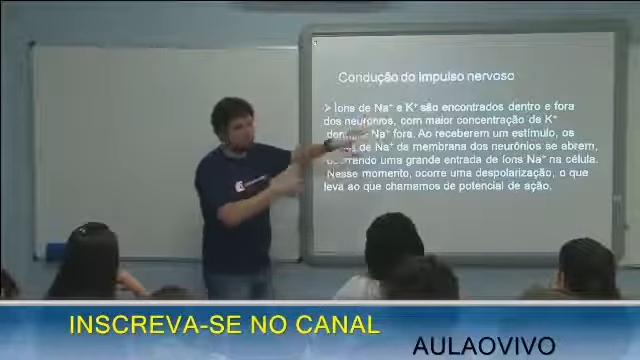 Condução do impulso nervoso
➢ Íons de Na⁺ e K⁺ são encontrados dentro e fora
dos neurônios, com maior concentração de K⁺
Na⁺ fora. Ao receberem um estímulo, os
de Na⁺ da membrana dos neurônios se abrem,
uma grande entrada de íons Na⁺ na célula.
Nesse momento, ocorre uma despolarização, o que
leva ao que chamamos de potencial de ação.
INSCREVA-SE NO CANAL
AULAOVIVO